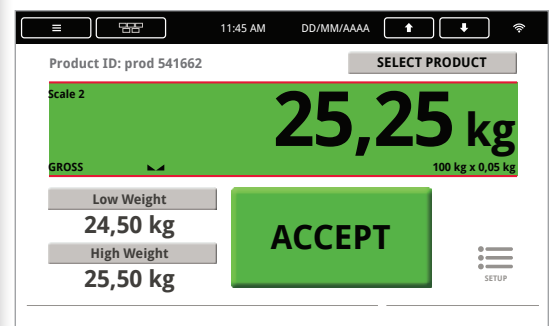 11:45 AM DD/MM/AAAA
Product ID: prod 541662 SELECT PRODUCT
Scale 2
25,25 kg
GROSS 100 kg x 0,05 kg
Low Weight
24,50 kg
ACCEPT
High Weight
25,50 kg
SETUP